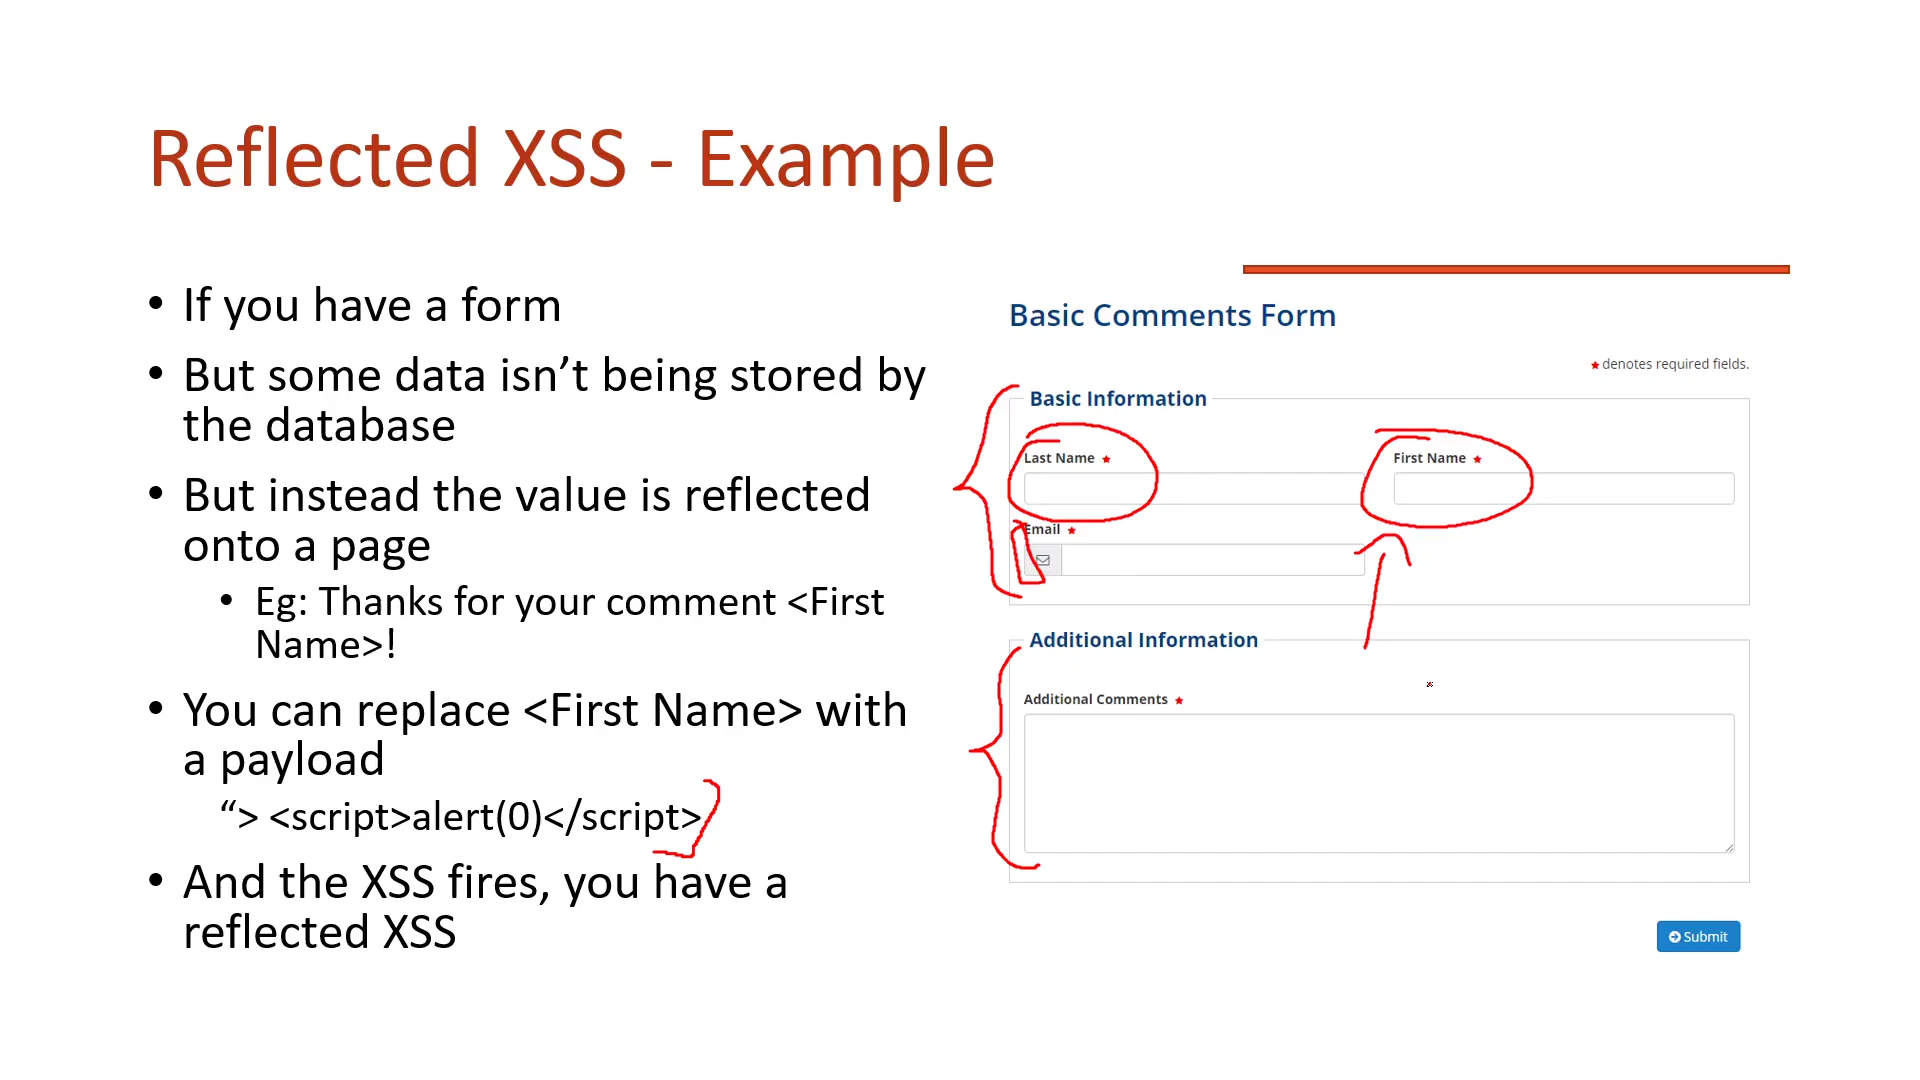 Reflected XSS - Example
• If you have a form
• But some data isn’t being stored by
the database
• But instead the value is reflected
onto a page
• Eg: Thanks for your comment <First
Name>!
• You can replace <First Name> with
a payload
“> <script>alert(0)</script>
• And the XSS fires, you have a
reflected XSS
Basic Comments Form
★ denotes required fields.
Basic Information
Last Name ★
First Name ★
Email ★
Additional Information
Additional Comments ★
Submit